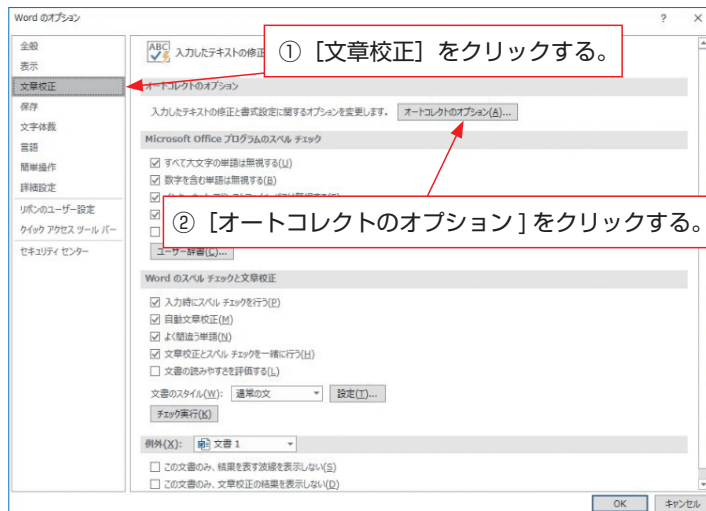 Word のオプション
? ×
全般
表示
文章校正
保存
文字体裁
言語
簡単操作
詳細設定
リボンのユーザー設定
クイック アクセス ツール バー
セキュリティ センター
ABC 入力したテキストの修正
① [文章校正] をクリックする。
オートコレクトのオプション
入力したテキストの修正と書式設定に関するオプションを変更します。 オートコレクトのオプション(A)...
Microsoft Office プログラムのスペル チェック
すべて大文字の単語は無視する(U)
数字を含む単語は無視する(B)
② [オートコレクトのオプション] をクリックする。
ユーザー辞書(C)...
Word のスペル チェックと文章校正
入力時にスペル チェックを行う(P)
自動文章校正(M)
よく間違う単語(N)
文章校正とスペル チェックを一緒に行う(H)
文書の読みやすさを評価する(L)
文書のスタイル(W): 通常の文 設定(T)...
チェック実行(K)
例外(X): 文書 1
この文書のみ、結果を表す波線を表示しない(S)
この文書のみ、文章校正の結果を表示しない(D)
OK キャンセル